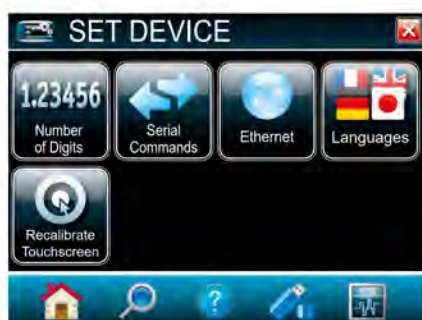 SET DEVICE
1.23456
Number
of Digits
Serial
Commands
Ethernet
Languages
Recalibrate
Touchscreen
?